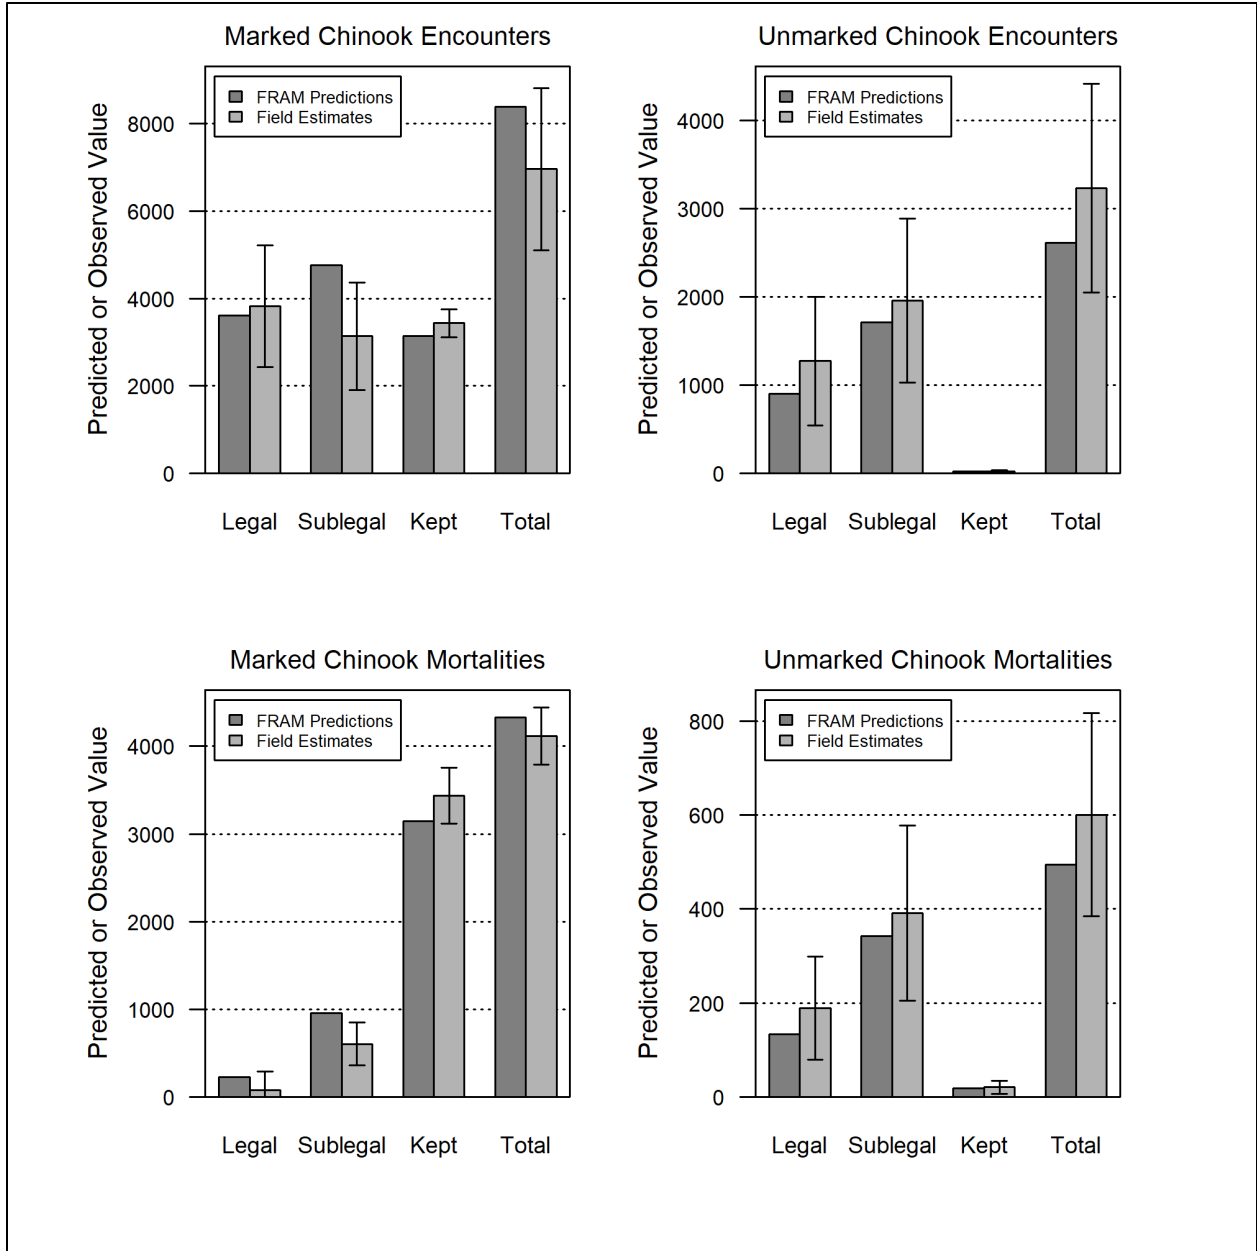 Marked Chinook Encounters
Predicted or Observed Value
FRAM Predictions
Field Estimates
8000
6000
4000
2000
0
Legal Sublegal Kept Total
Unmarked Chinook Encounters
Predicted or Observed Value
FRAM Predictions
Field Estimates
4000
3000
2000
1000
0
Legal Sublegal Kept Total
Marked Chinook Mortalities
Predicted or Observed Value
FRAM Predictions
Field Estimates
4000
3000
2000
1000
0
Legal Sublegal Kept Total
Unmarked Chinook Mortalities
Predicted or Observed Value
FRAM Predictions
Field Estimates
800
600
400
200
0
Legal Sublegal Kept Total